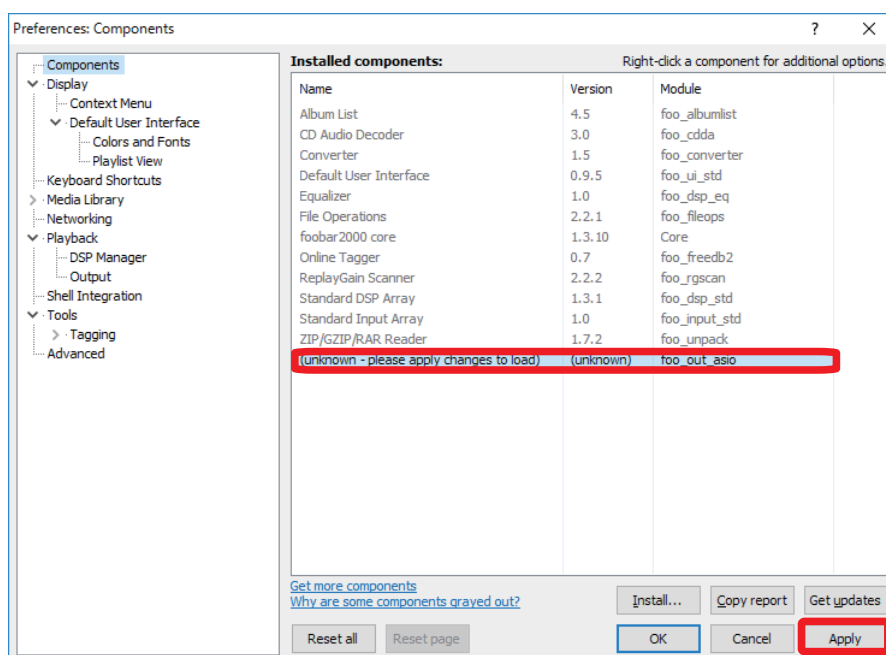 Preferences: Components
?
Components
Display
Context Menu
Default User Interface
Colors and Fonts
Playlist View
Keyboard Shortcuts
Media Library
Networking
Playback
DSP Manager
Output
Shell Integration
Tools
Tagging
Advanced
Installed components: Right-click a component for additional options.
Name Version Module
Album List 4.5 foo_albumlist
CD Audio Decoder 3.0 foo_cdda
Converter 1.5 foo_converter
Default User Interface 0.9.5 foo_ui_std
Equalizer 1.0 foo_dsp_eq
File Operations 2.2.1 foo_fileops
foobar2000 core 1.3.10 Core
Online Tagger 0.7 foo_freedb2
ReplayGain Scanner 2.2.2 foo_rgscan
Standard DSP Array 1.3.1 foo_dsp_std
Standard Input Array 1.0 foo_input_std
ZIP/GZIP/RAR Reader 1.7.2 foo_unpack
(unknown - please apply changes to load) (unknown) foo_out_asio
Get more components
Why are some components grayed out?
Install... Copy report Get updates
Reset all Reset page OK Cancel Apply